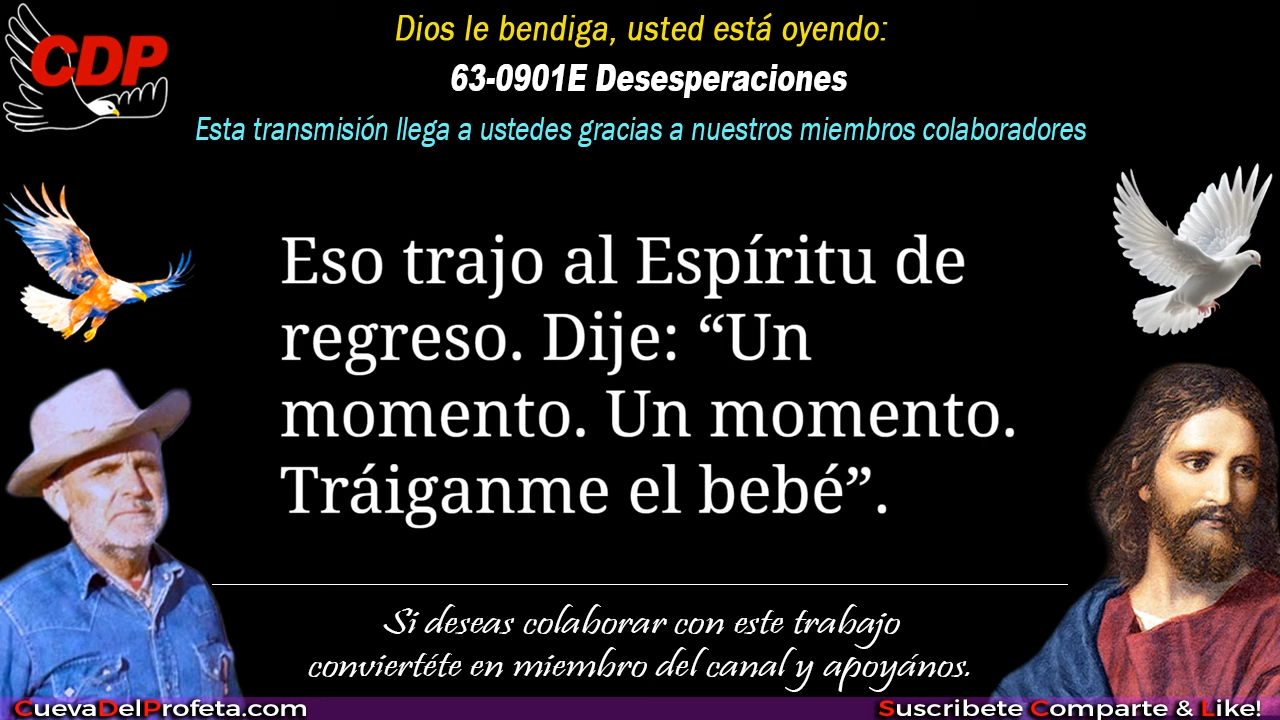 CDP
Dios le bendiga, usted está oyendo:
63-0901E Desesperaciones
Esta transmisión llega a ustedes gracias a nuestros miembros colaboradores
Eso trajo al Espíritu de
regreso. Dije: “Un
momento. Un momento.
Tráiganme el bebé”.
Si deseas colaborar con este trabajo
conviertéte en miembro del canal y apoyános.
CuevaDelProfeta.com
Suscribete Comparte & Like!